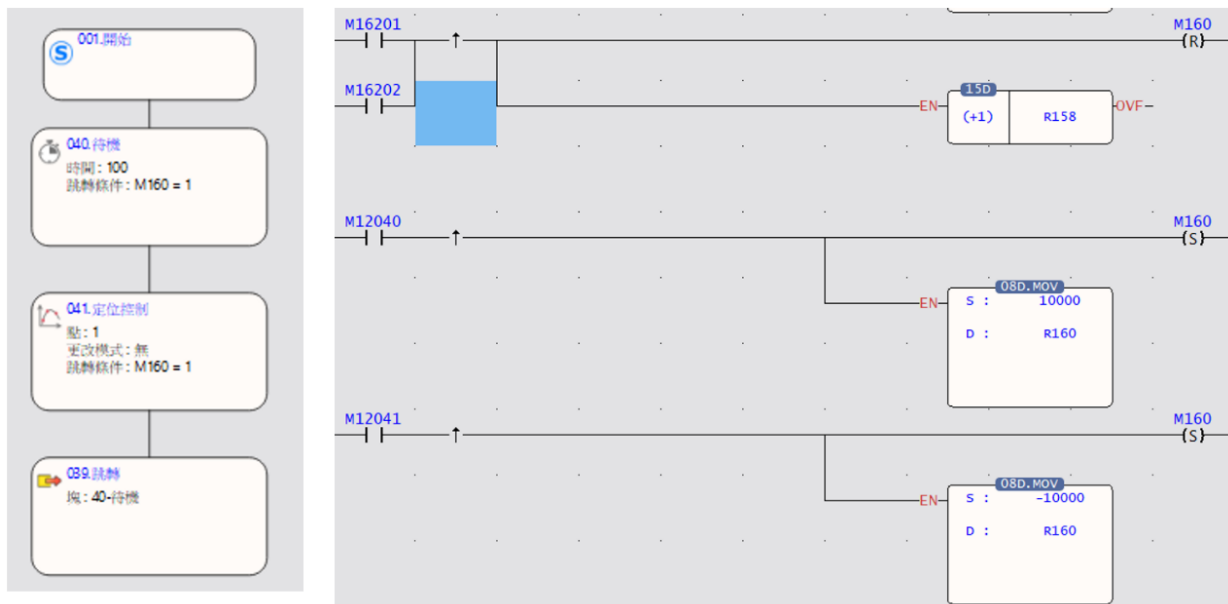 001.開始
040.待機
時間 : 100
跳轉條件 : M160 = 1
041.定位控制
點 : 1
更改模式 : 無
跳轉條件 : M160 = 1
039.跳轉
塊 : 40-待機
M16201
↑
M160
(R)
M16202
EN
15D
(+1)
R158
OVF
M12040
↑
M160
(S)
EN
08D.MOV
S : 10000
D : R160
M12041
↑
M160
(S)
EN
08D.MOV
S : -10000
D : R160